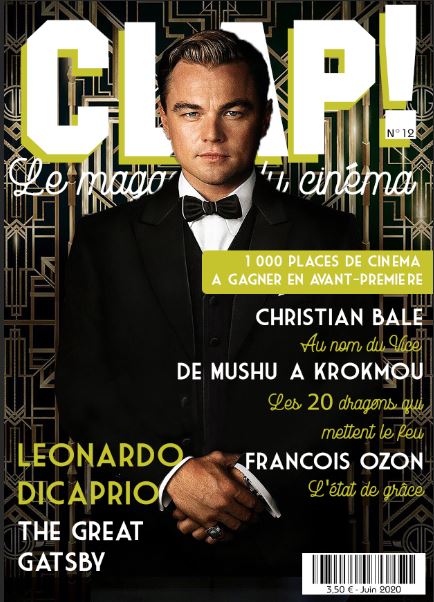 CLAP!
N° 12
Le magazine du cinéma
1 000 PLACES DE CINEMA
A GAGNER EN AVANT-PREMIERE
CHRISTIAN BALE
Au nom du Vice
DE MUSHU A KROKMOU
Les 20 dragons qui
mettent le feu
FRANCOIS OZON
L'état de grâce
LEONARDO
DICAPRIO
THE GREAT
GATSBY
3,50 € - Juin 2020